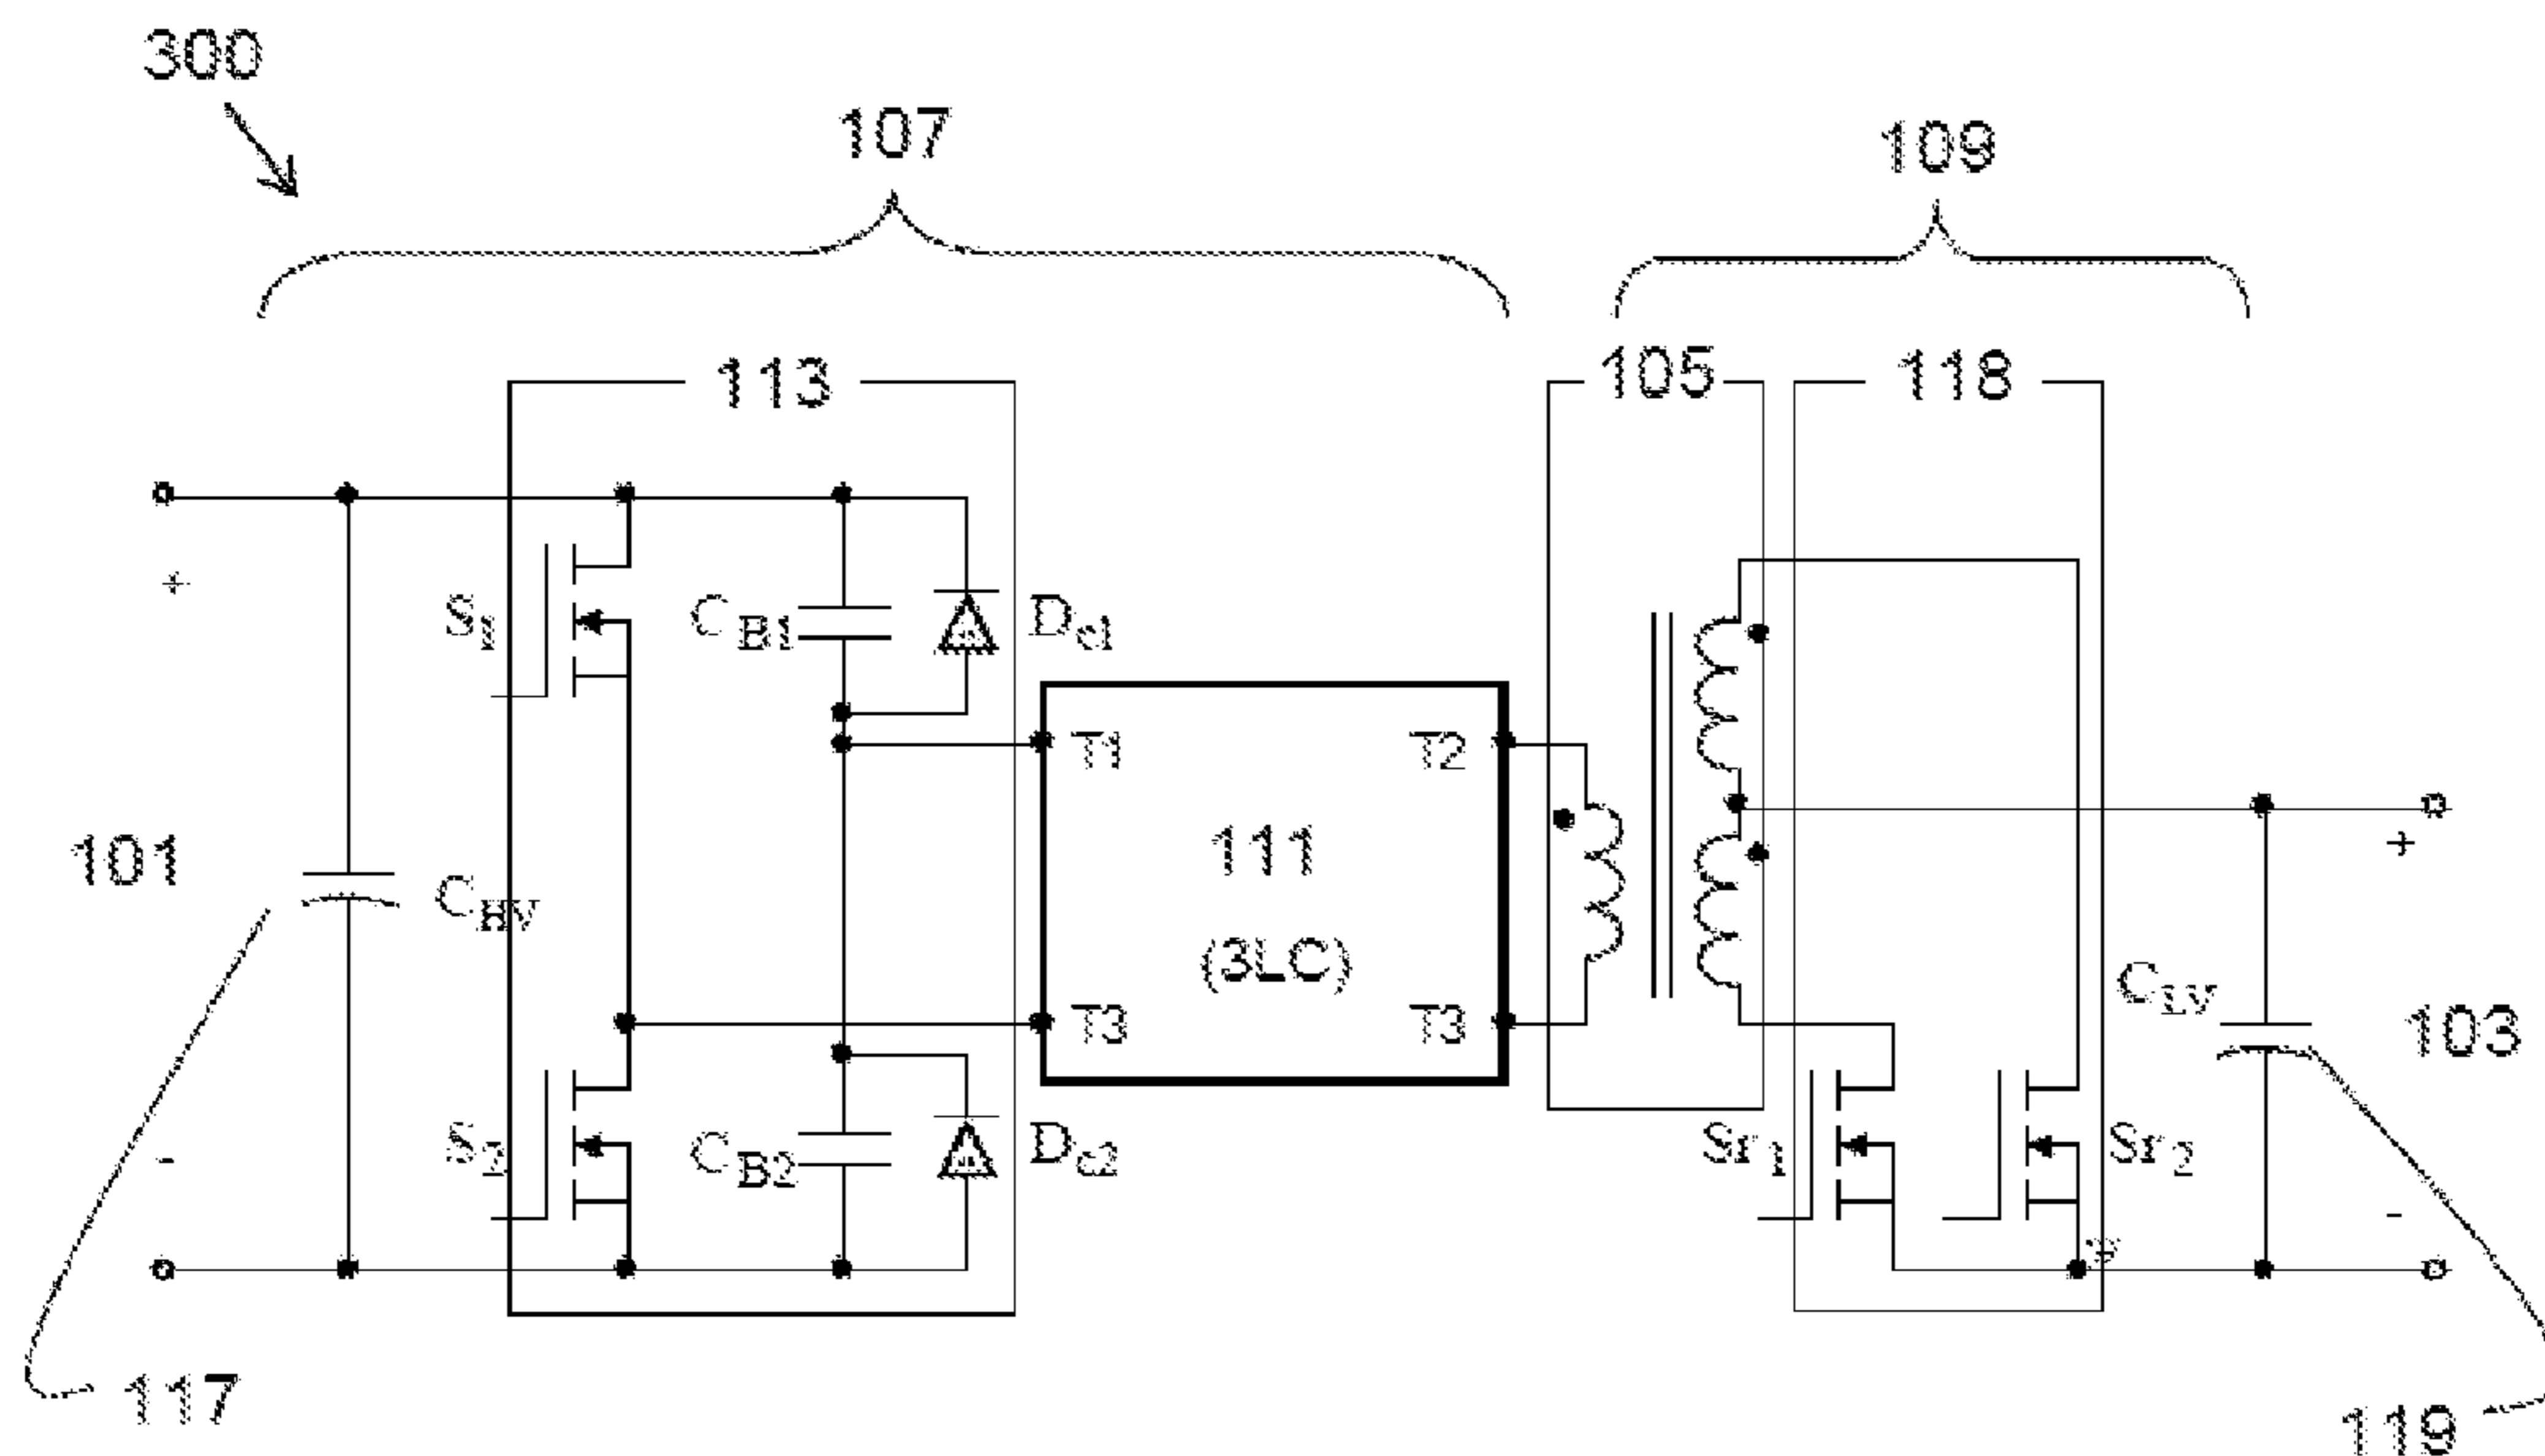 300
107
109
113
105
118
+
S1
CB1
Dc1
T1
T2
101
CHV
111
(3LC)
+
T3
T3
CLV
103
-
S2
CB2
Dc2
Sr1
Sr2
-
117
119